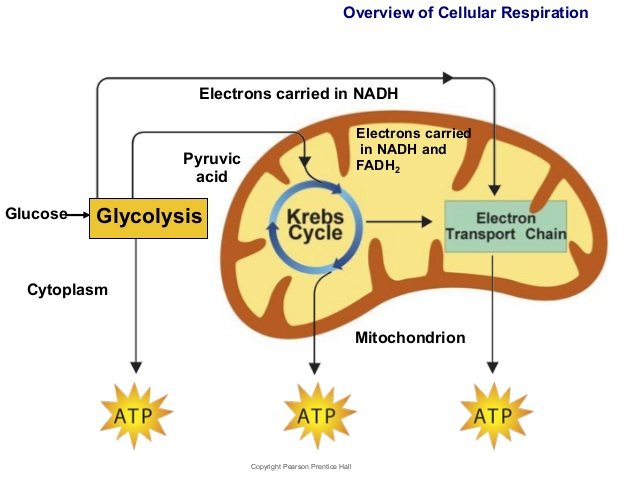 Overview of Cellular Respiration
Electrons carried in NADH
Electrons carried
in NADH and
FADH₂
Pyruvic
acid
Glucose
Glycolysis
Krebs
Cycle
Electron
Transport Chain
Cytoplasm
Mitochondrion
ATP
ATP
ATP
Copyright Pearson Prentice Hall